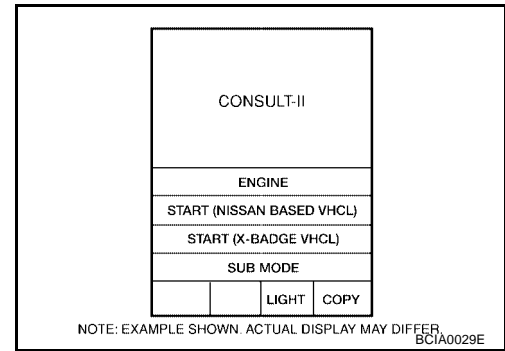 CONSULT-II
ENGINE
START (NISSAN BASED VHCL)
START (X-BADGE VHCL)
SUB MODE
LIGHT COPY
NOTE: EXAMPLE SHOWN. ACTUAL DISPLAY MAY DIFFER.
BCIA0029E